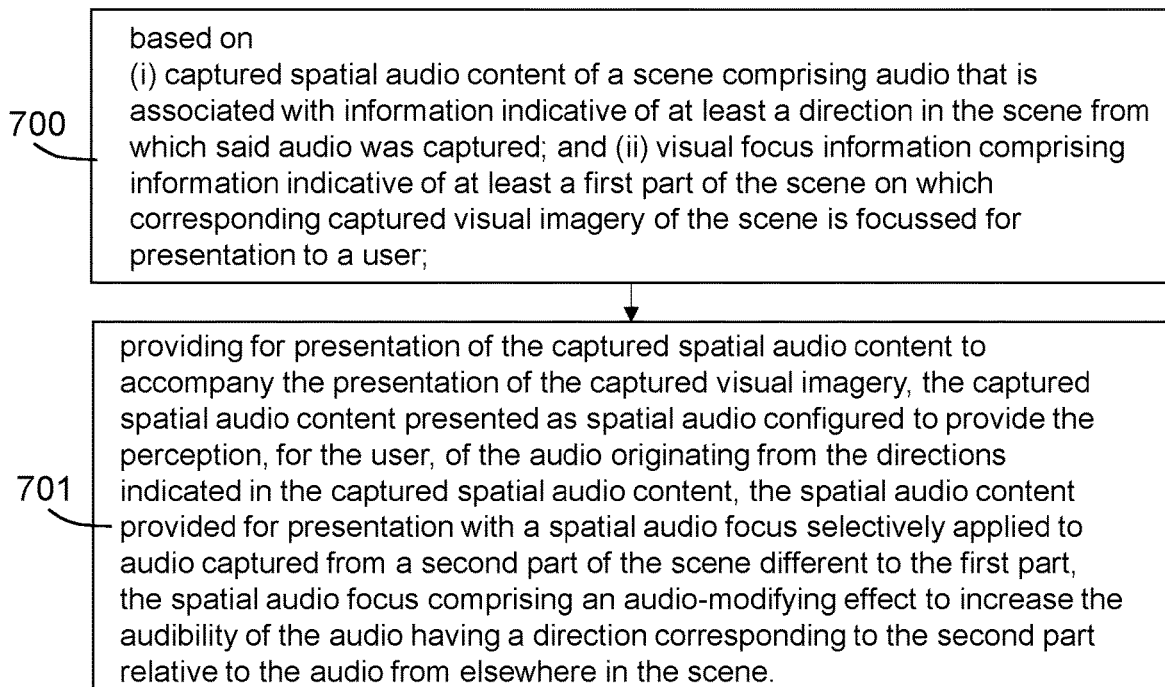 based on
(i) captured spatial audio content of a scene comprising audio that is
associated with information indicative of at least a direction in the scene from
700
which said audio was captured; and (ii) visual focus information comprising
information indicative of at least a first part of the scene on which
corresponding captured visual imagery of the scene is focussed for
presentation to a user;
providing for presentation of the captured spatial audio content to
accompany the presentation of the captured visual imagery, the captured
spatial audio content presented as spatial audio configured to provide the
perception, for the user, of the audio originating from the directions
701
indicated in the captured spatial audio content, the spatial audio content
provided for presentation with a spatial audio focus selectively applied to
audio captured from a second part of the scene different to the first part,
the spatial audio focus comprising an audio-modifying effect to increase the
audibility of the audio having a direction corresponding to the second part
relative to the audio from elsewhere in the scene.